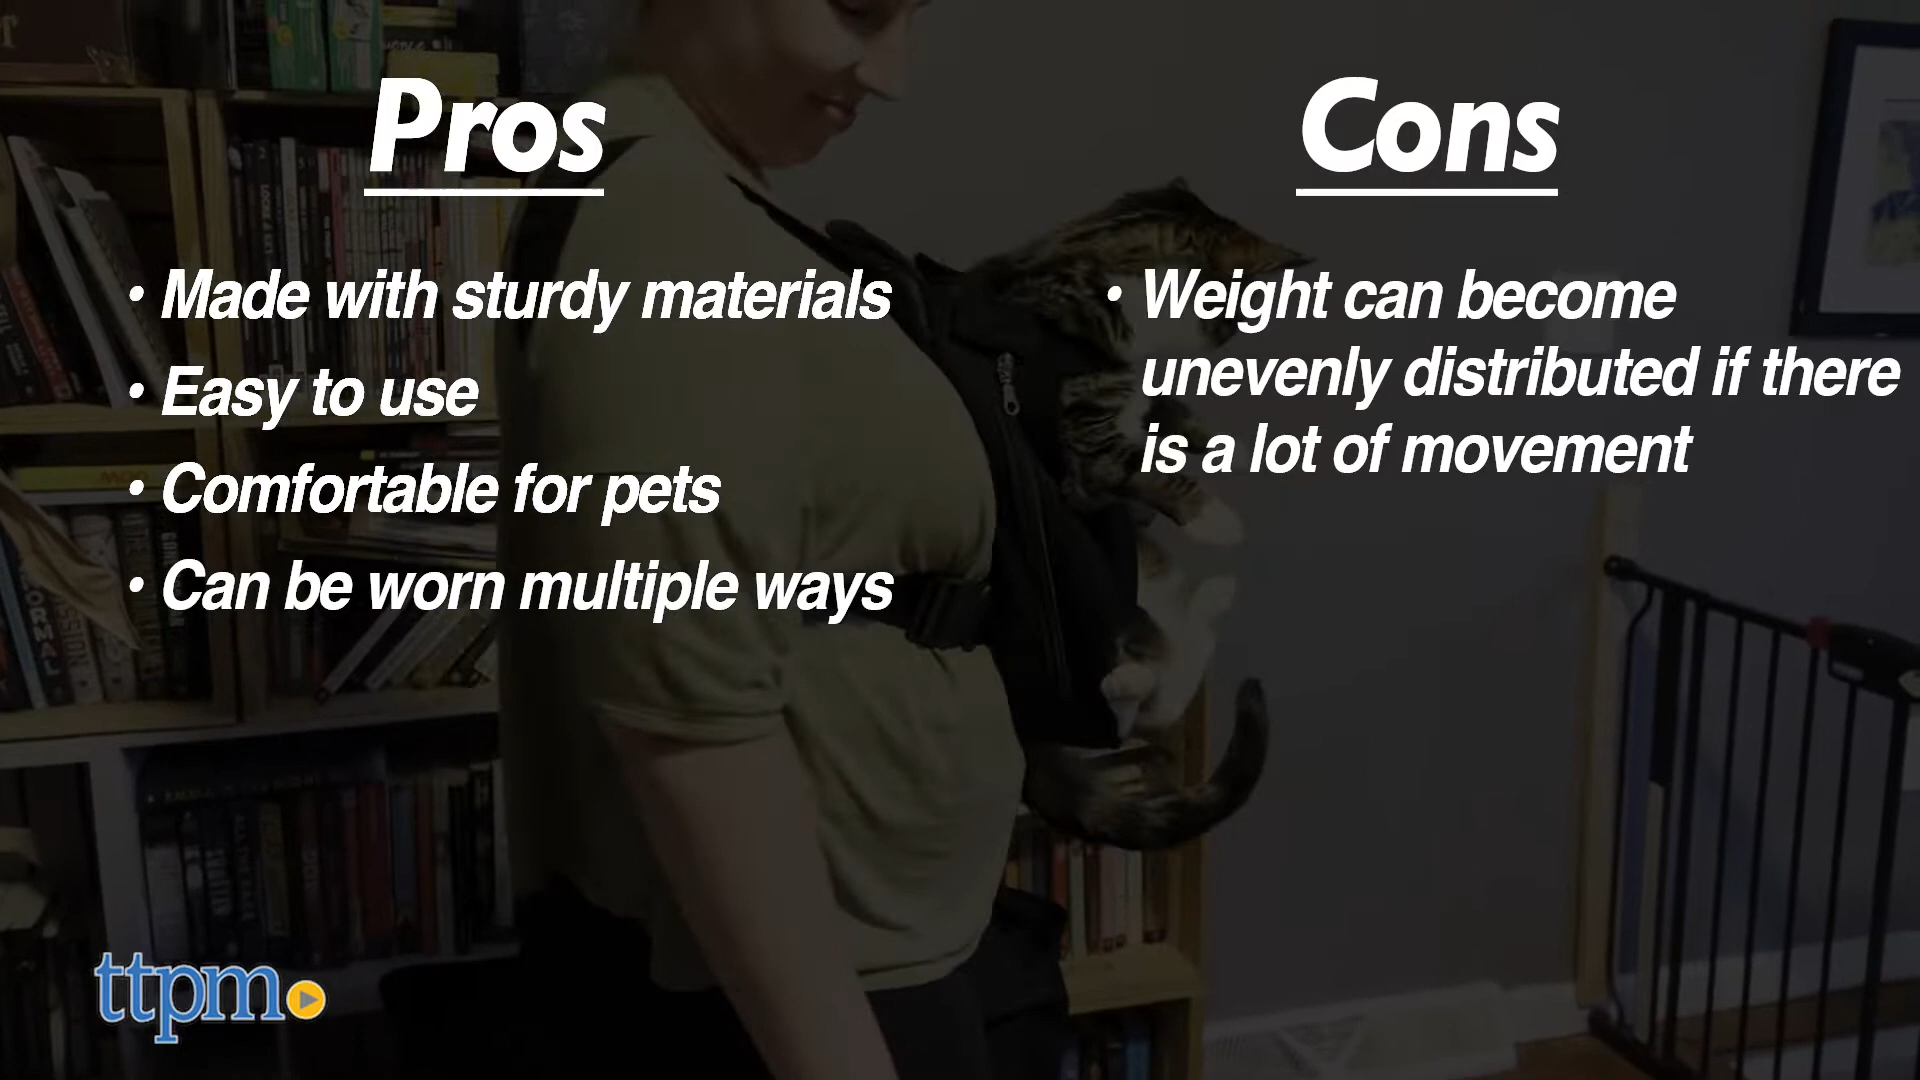 Pros
• Made with sturdy materials
• Easy to use
• Comfortable for pets
• Can be worn multiple ways
Cons
• Weight can become
unevenly distributed if there
is a lot of movement
ttpm